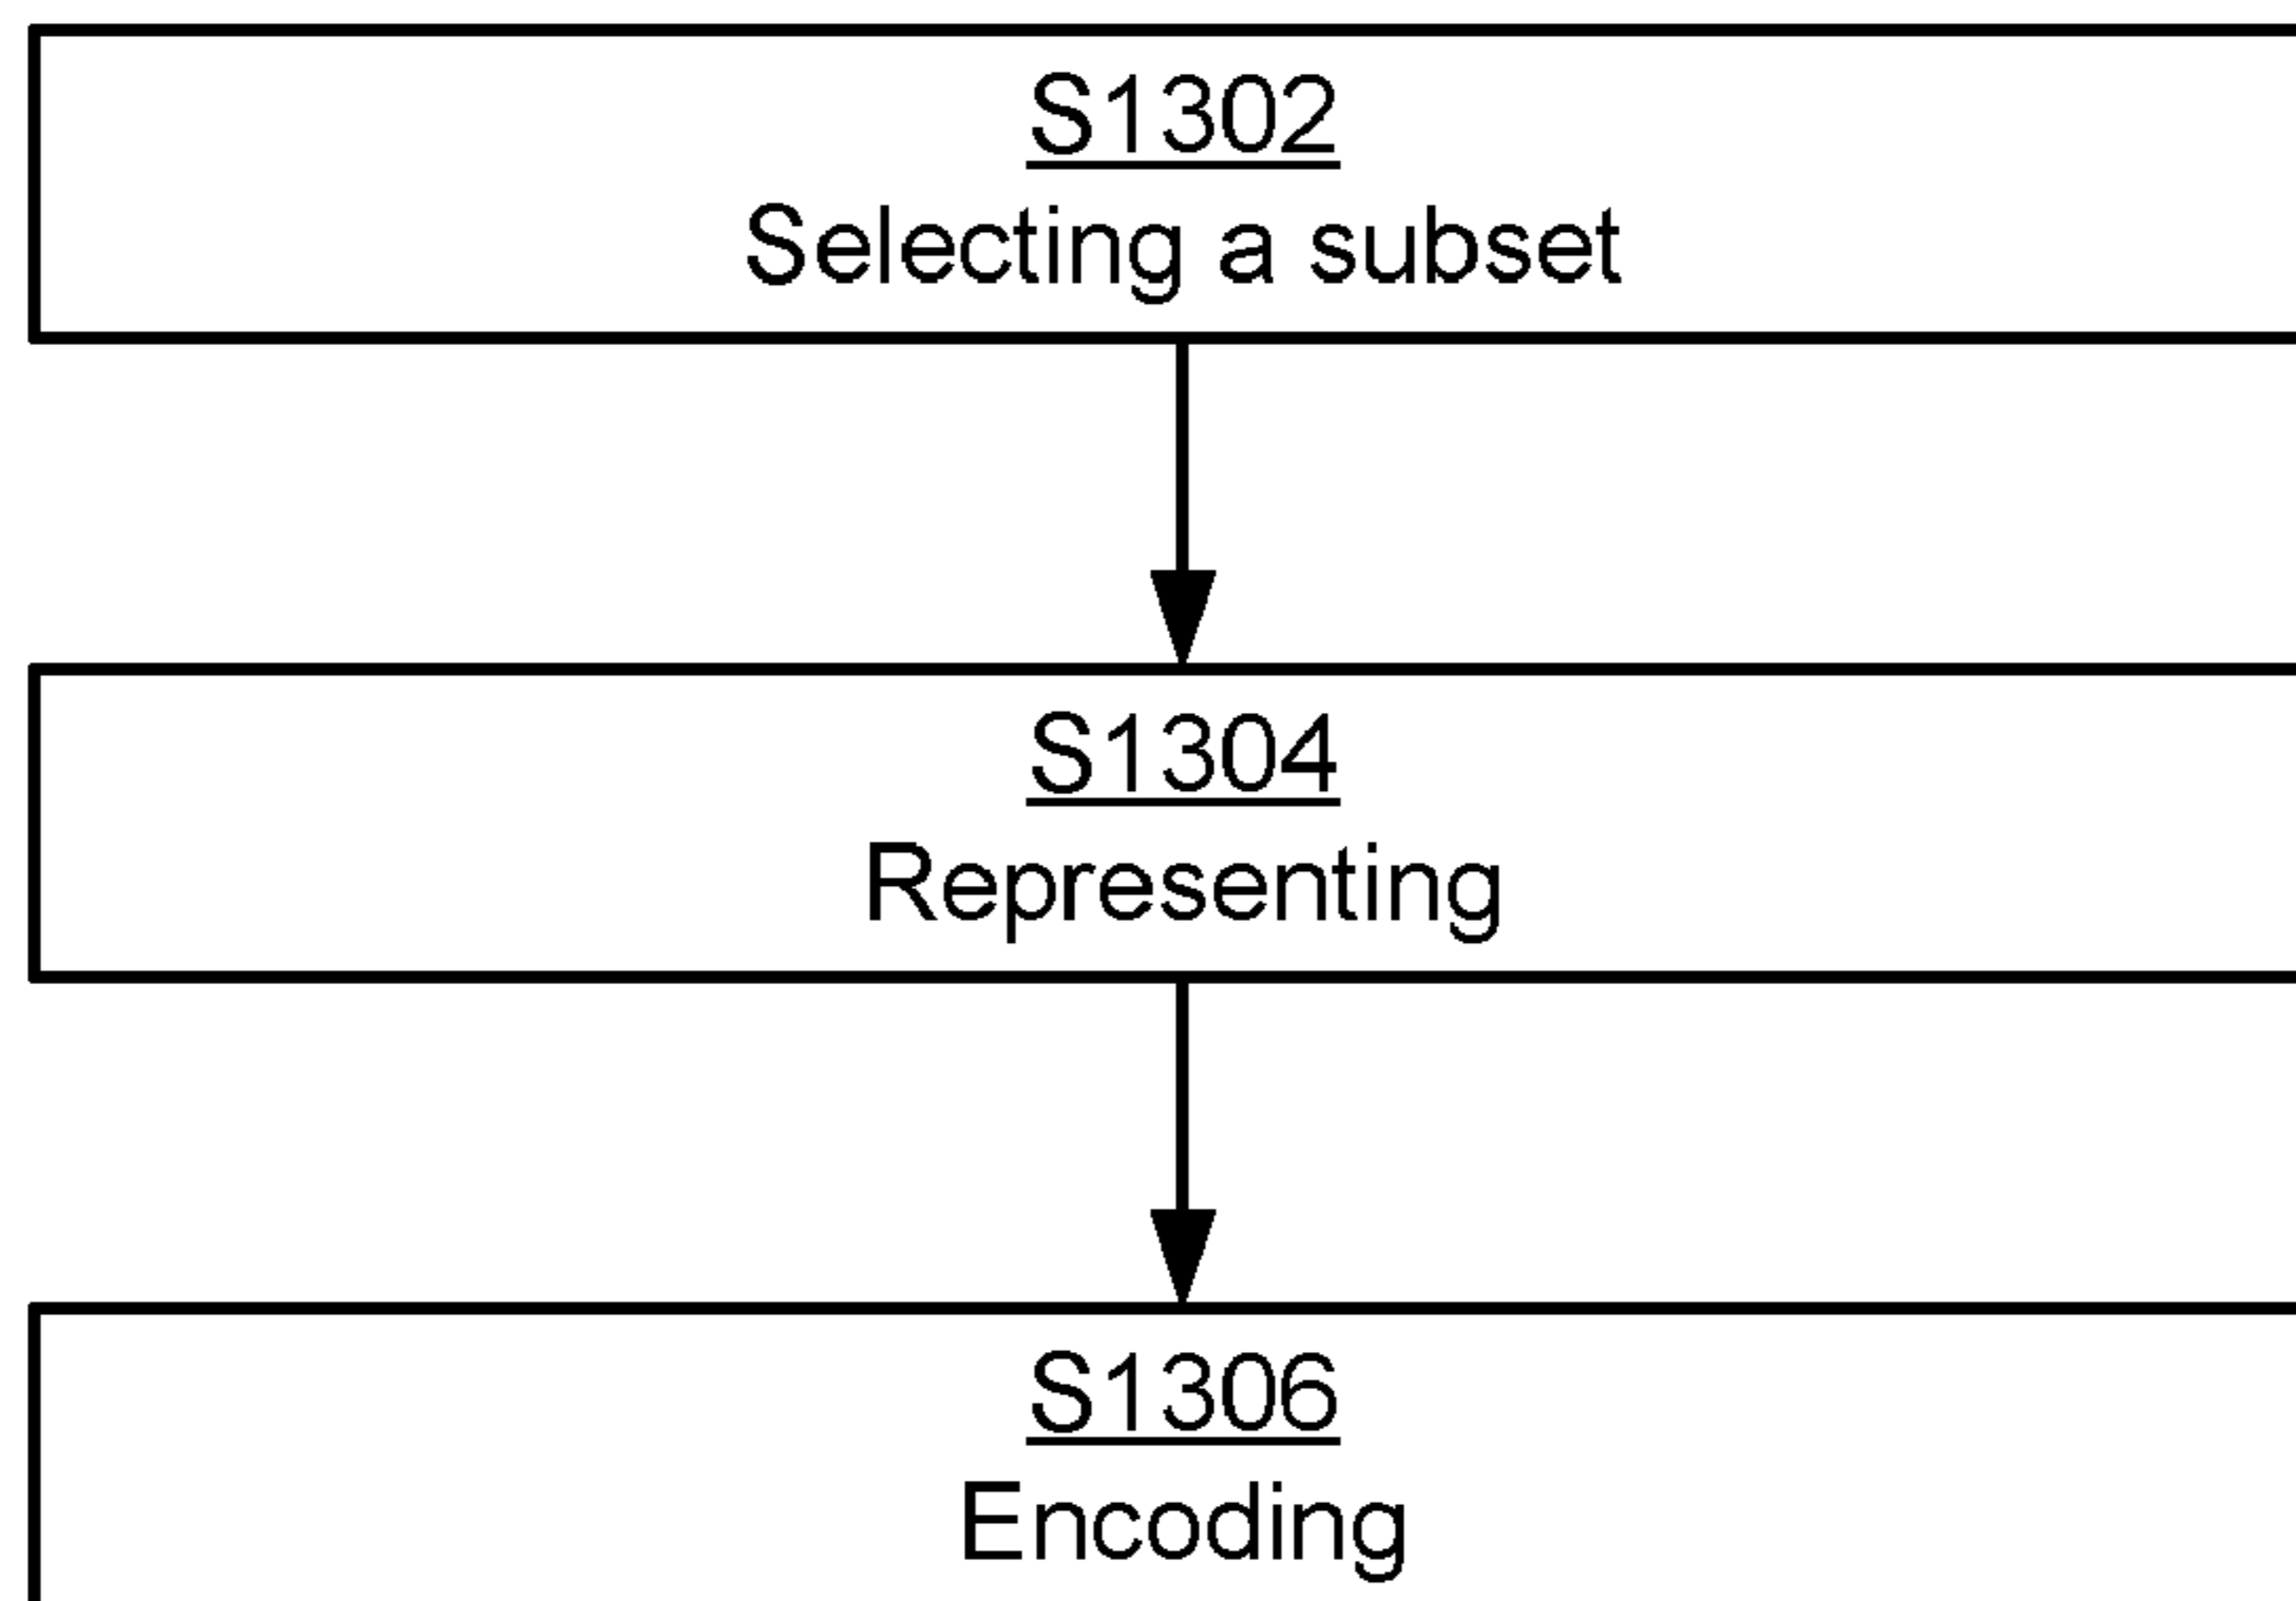 S1302
Selecting a subset
S1304
Representing
S1306
Encoding